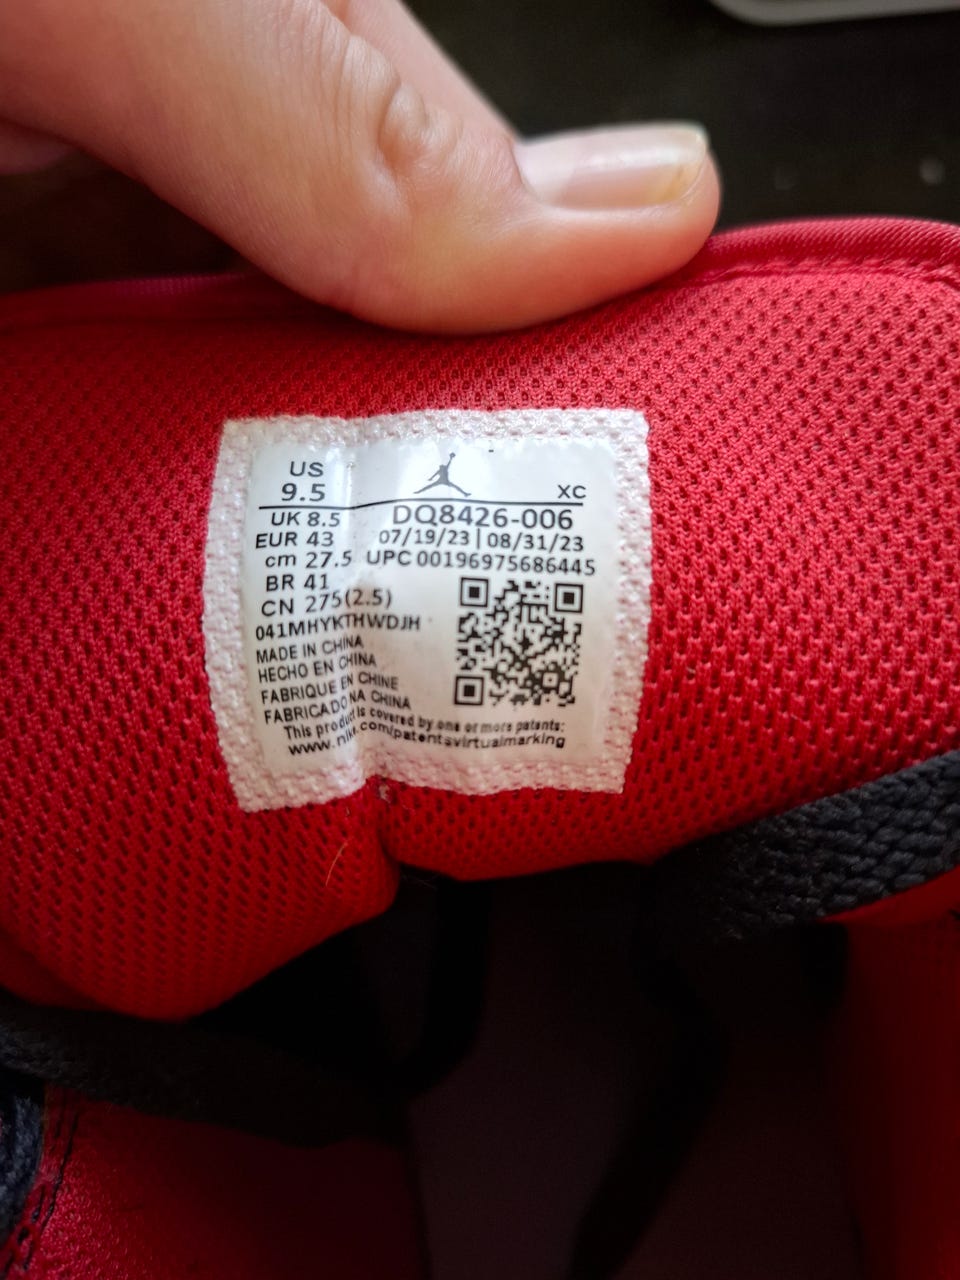 US
9.5
XC
UK 8.5
DQ8426-006
EUR 43
07/19/23 | 08/31/23
cm 27.5
UPC 00196975686445
BR 41
CN 275(2.5)
041MHYKTHWDJH
MADE IN CHINA
HECHO EN CHINA
FABRIQUE EN CHINE
FABRICADO NA CHINA
This product is covered by one or more patents:
www.nike.com/patentsvirtualmarking